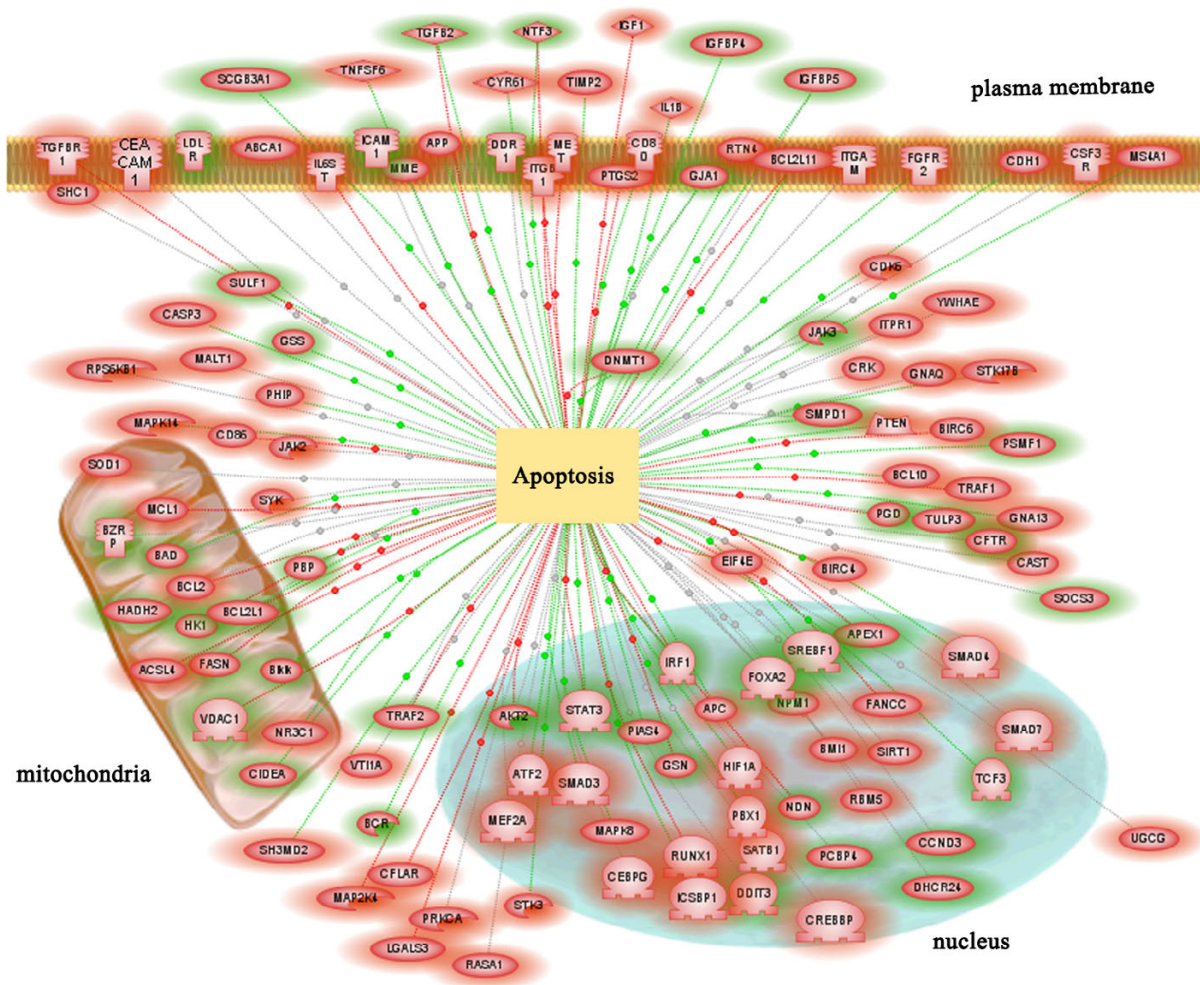 TGFB2
NTF3
IGF1
IGFBP4
SCGB3A1
TNFSF6
CYR61
TIMP2
IGFBP5
IL1B
plasma membrane
TGFBR
1
CEA
CAM
1
LDL
R
ABCA1
IL6S
T
ICAM
1
MME
APP
DDR
1
ITGB
1
ME
T
CD8
0
PTGS2
GJA1
RTN4
BCL2L11
ITGA
M
FGFR
2
CDH1
CSF3
R
MS4A1
SHC1
SULF1
CDK5
CASP3
YWHAE
GSS
JAK3
ITPR1
MALT1
DNMT1
RPS6KB1
CRK
GNAQ
STK17B
PHIP
SMPD1
PTEN
BIRC6
MAPK14
CD86
JAK2
PSMF1
SOD1
Apoptosis
BCL10
TRAF1
SYK
MCL1
PGD
TULP3
GNA13
BZR
P
BAD
CFTR
PBP
EIF4E
BIRC4
CAST
BCL2
HADH2
BCL2L1
SOCS3
HK1
ACSL4
FASN
BIklk
IRF1
SREBF1
APEX1
SMAD4
FOXA2
VDAC1
NR3C1
TRAF2
AKT2
STAT3
PIAS4
APC
NPM1
FANCC
SMAD7
mitochondria
CIDEA
VTI1A
ATF2
SMAD3
GSN
HIF1A
BMI1
SIRT1
TCF3
BCR
MEF2A
MAPK8
PBX1
NDN
RBM5
SH3MD2
CFLAR
CEBPG
RUNX1
SATB1
PCBP4
CCND3
UGCG
MAP2K4
PRKCA
STK3
ICSBP1
DDIT3
DHCR24
CREBBP
LGALS3
RASA1
nucleus